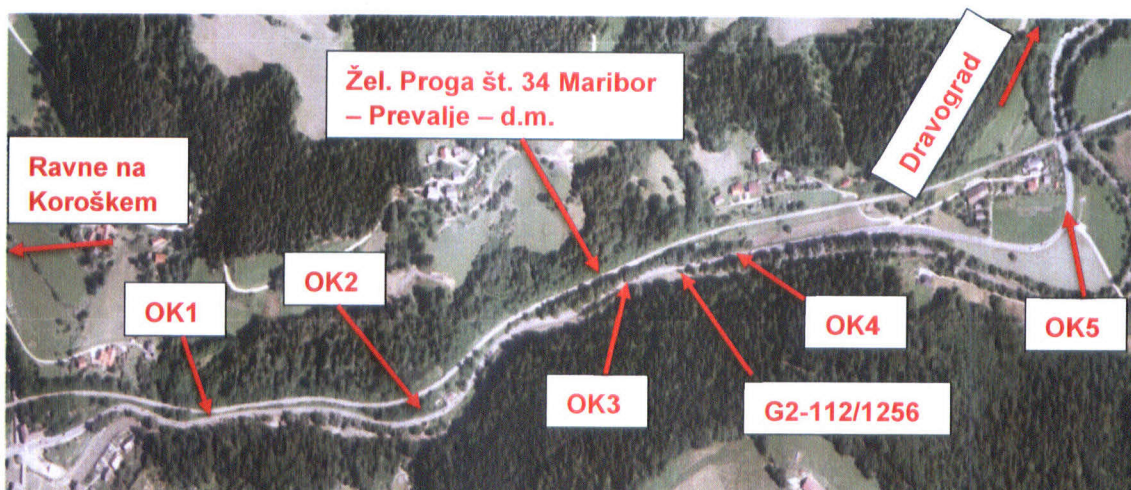 Žel. Proga št. 34 Maribor
– Prevalje – d.m.
Dravograd
Ravne na
Koroškem
OK1
OK2
OK3
OK4
OK5
G2-112/1256